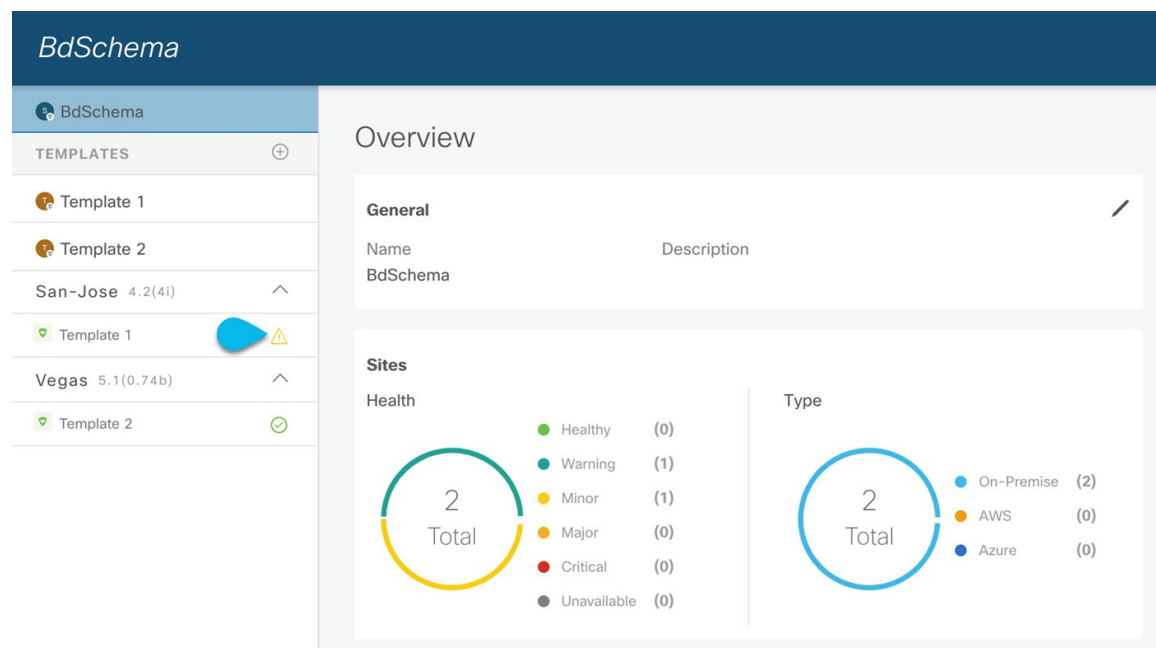 BdSchema
BdSchema
TEMPLATES
Template 1
Template 2
San-Jose 4.2(4i)
Template 1
Vegas 5.1(0.74b)
Template 2
Overview
General
Name
Description
BdSchema
Sites
Health
Healthy (0)
Warning (1)
Minor (1)
Major (0)
Critical (0)
Unavailable (0)
2
Total
Type
2
Total
On-Premise (2)
AWS (0)
Azure (0)